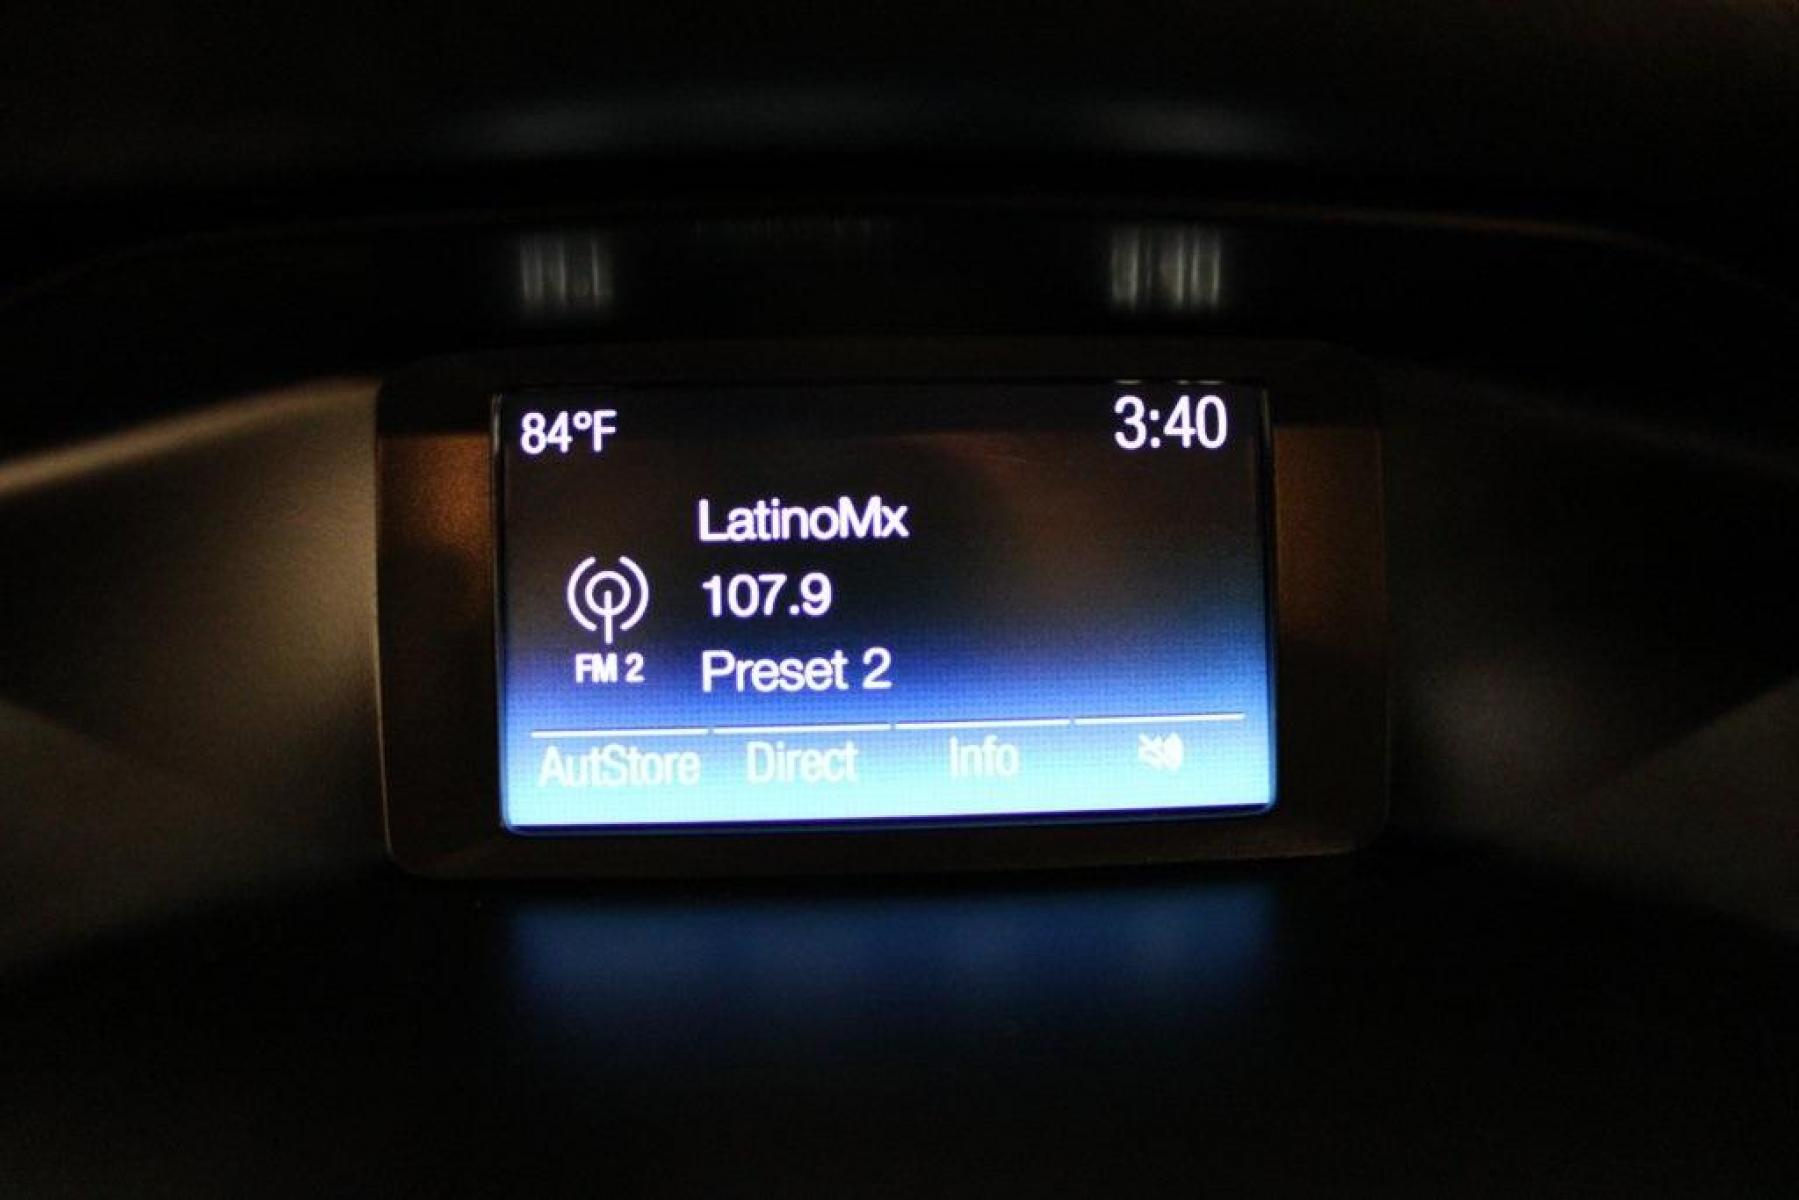 84°F 3:40
LatinoMx
107.9
FM 2 Preset 2
AutStore Direct Info